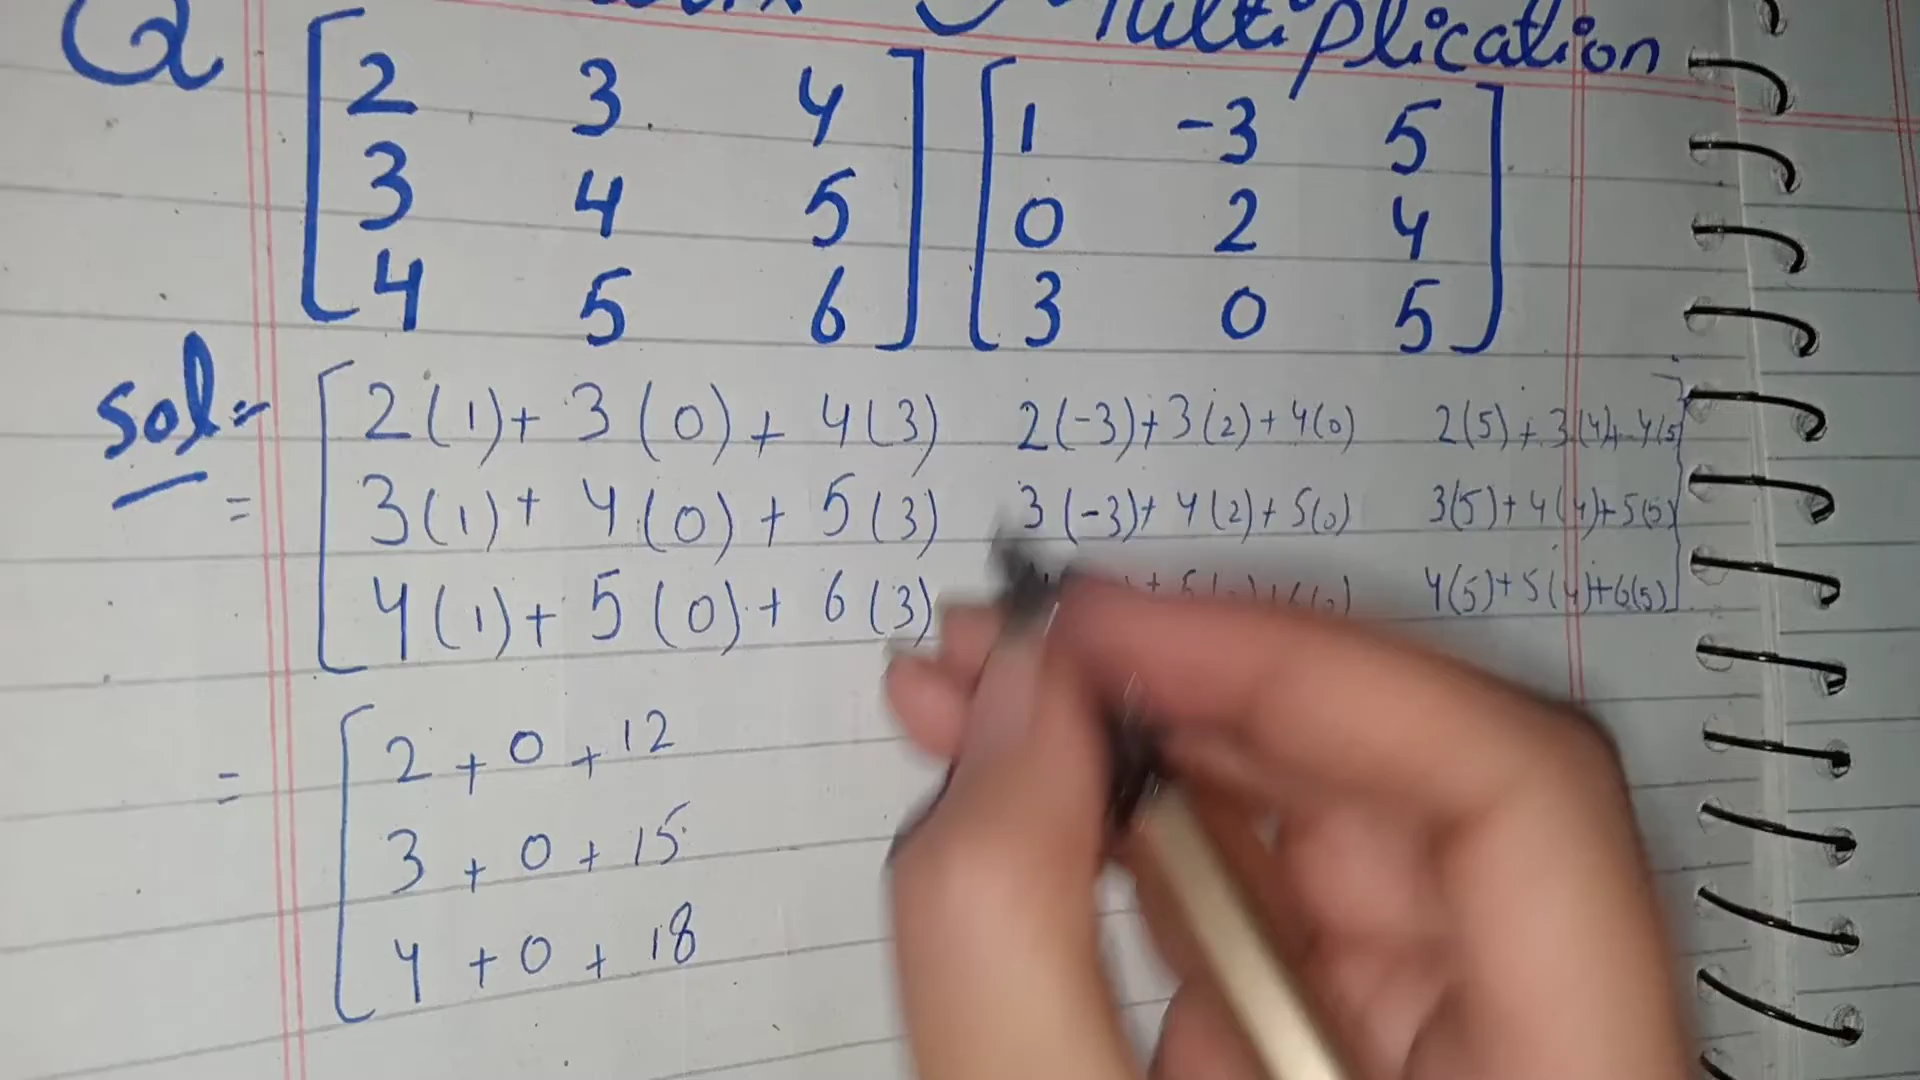 Q Multiplication
2 3 4 1 -3 5
3 4 5 0 2 4
4 5 6 3 0 5
sol=
2(1)+ 3(0)+ 4(3) 2(-3)+3(2)+4(0) 2(5)+3(4)+4(5
= 3(1)+ 4(0)+ 5(3) 3(-3)+4(2)+5(0) 3(5)+4(4)+5(5)
4(1)+ 5(0)+ 6(3) 4(5)+5(4)+6(5)
= 2 + 0 + 12
3 + 0 + 15
4 + 0 + 18